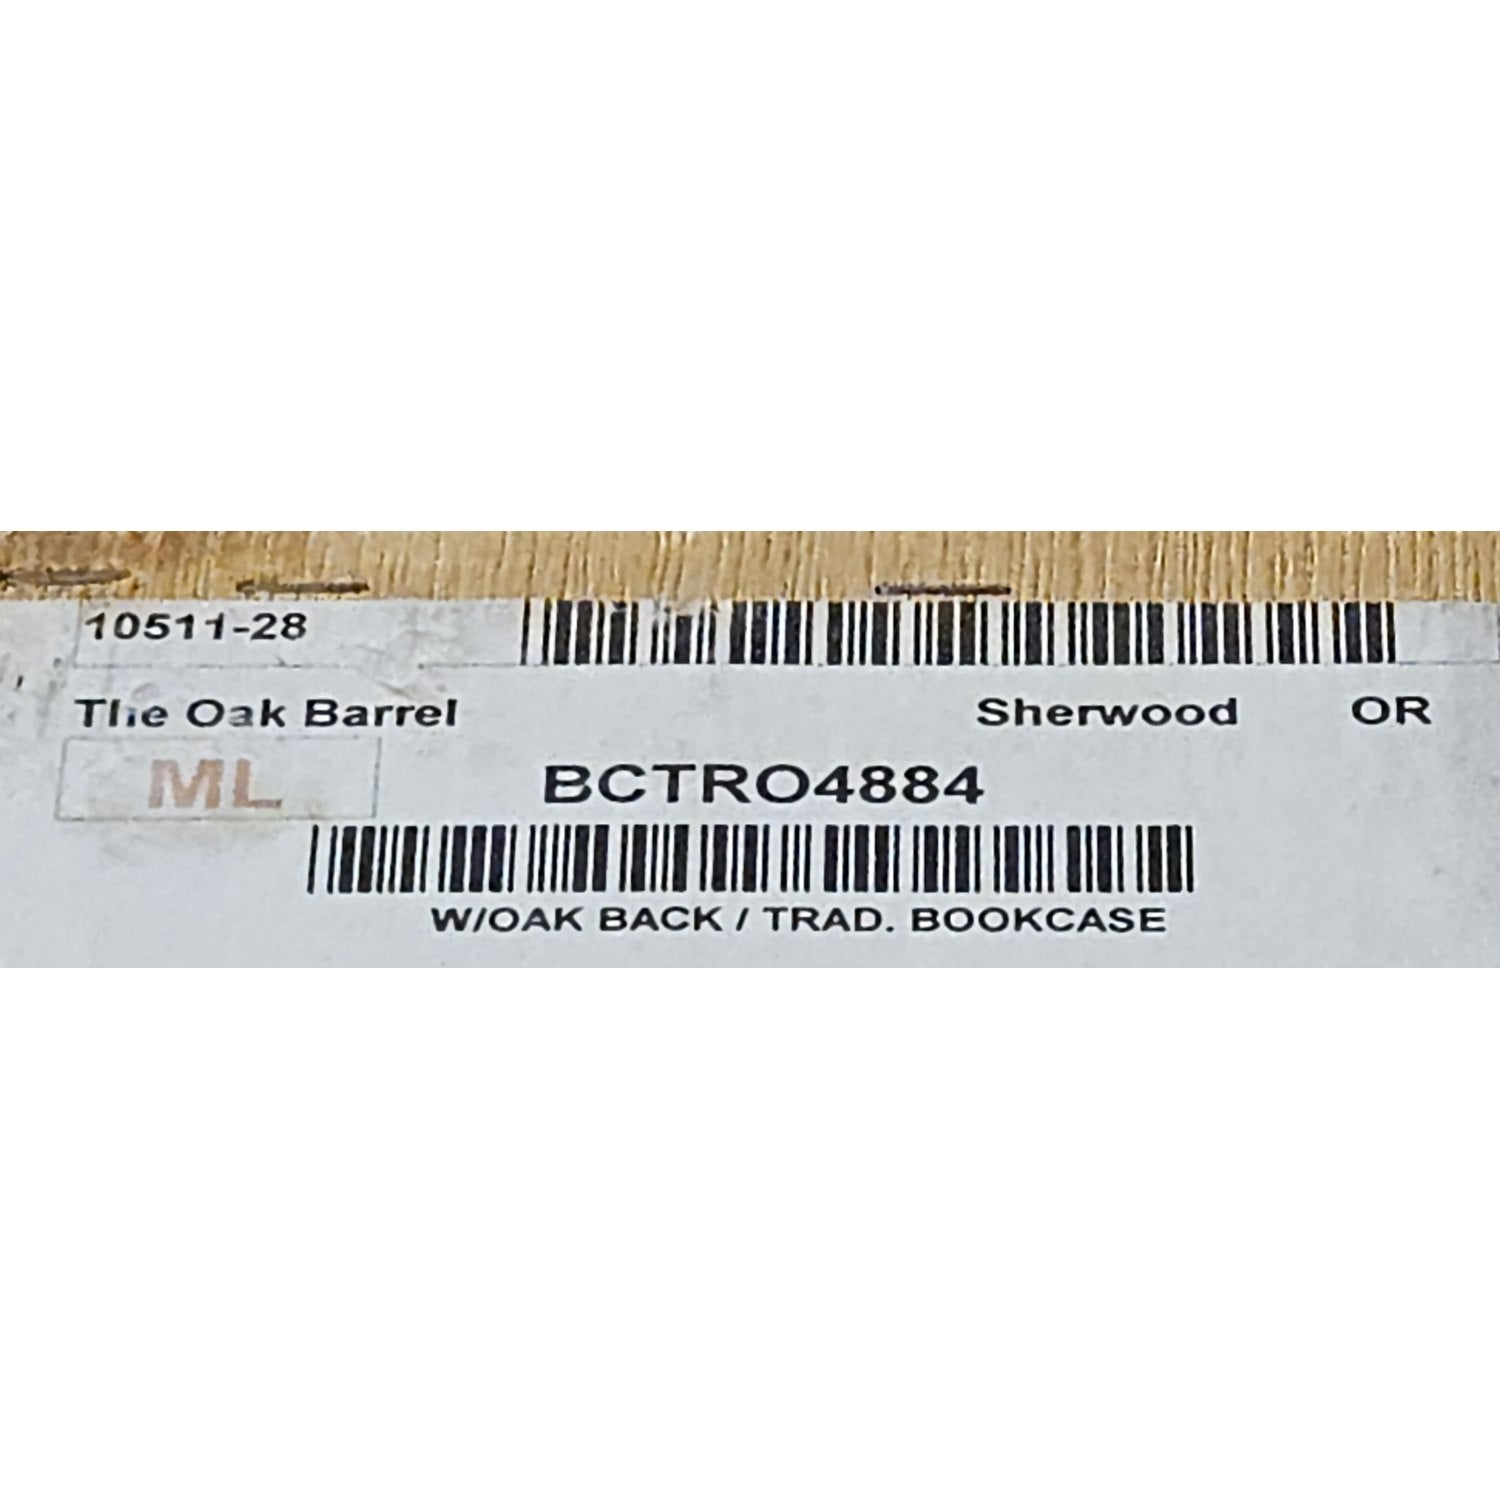 10511-28
The Oak Barrel Sherwood OR
ML BCTRO4884
W/OAK BACK / TRAD. BOOKCASE